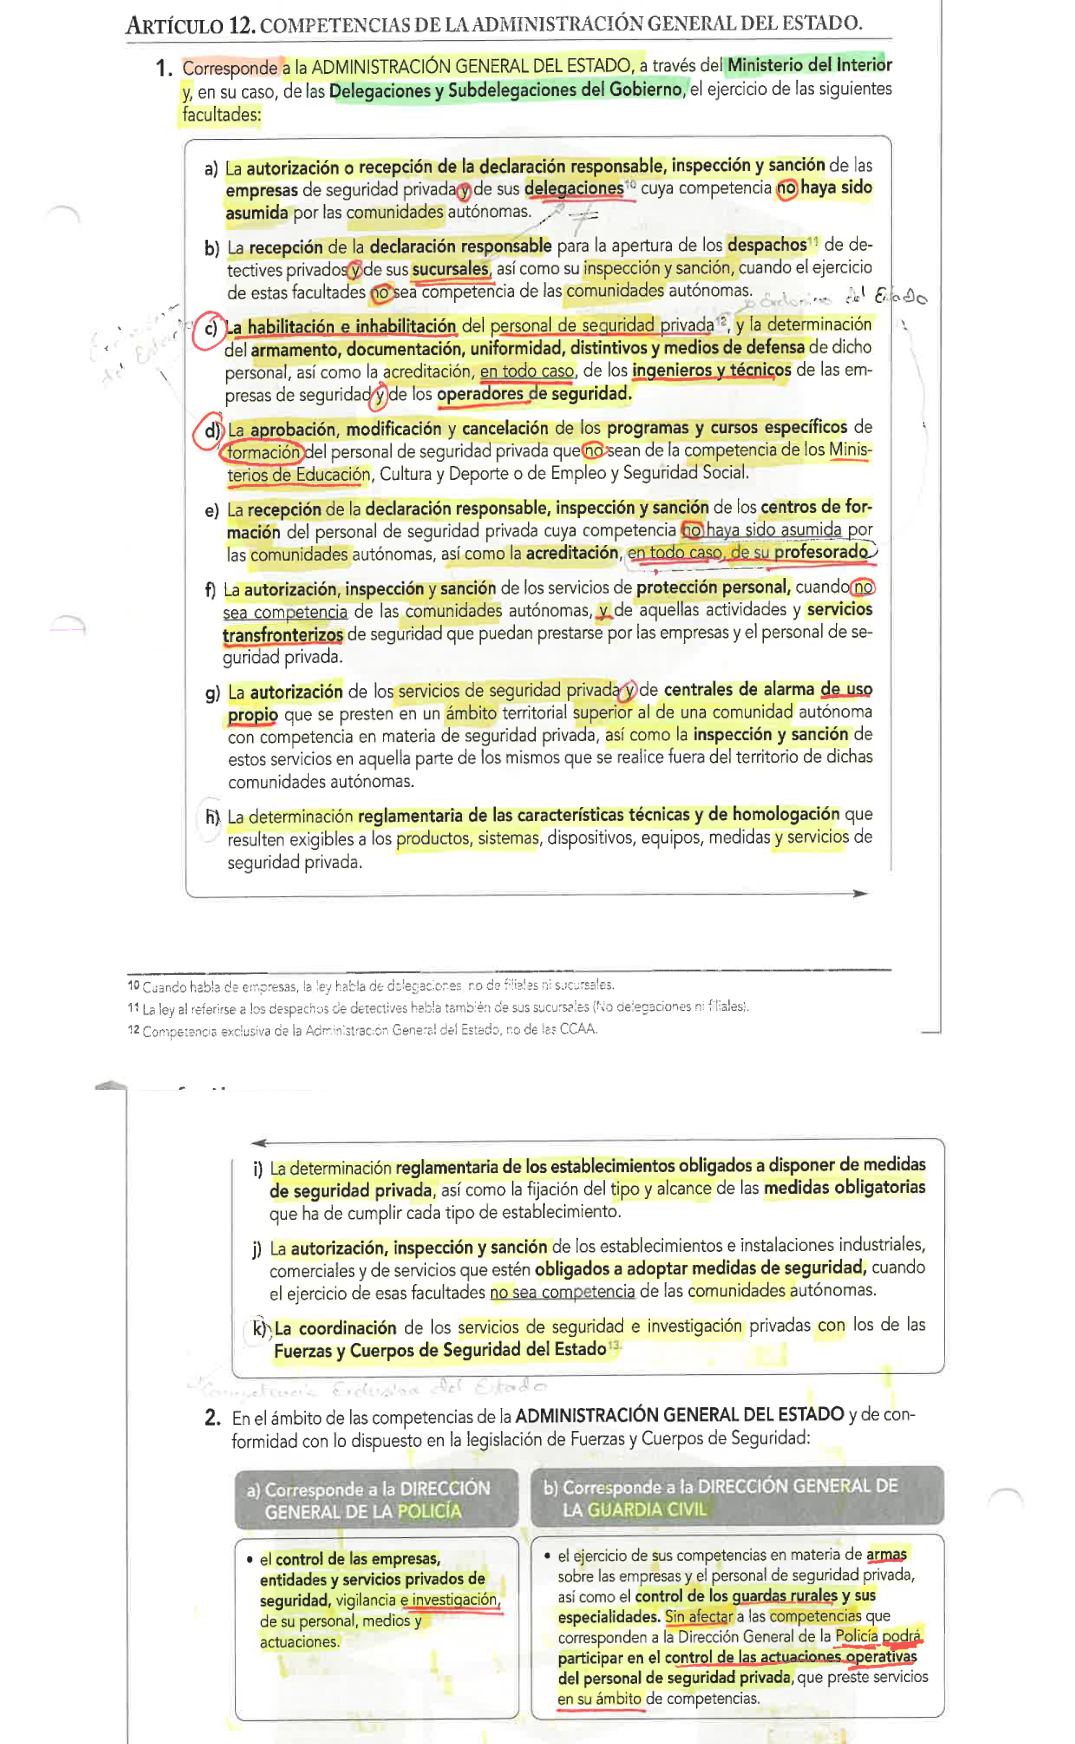 ARTÍCULO 12. COMPETENCIAS DE LA ADMINISTRACIÓN GENERAL DEL ESTADO.
1. Corresponde a la ADMINISTRACIÓN GENERAL DEL ESTADO, a través del Ministerio del Interior
y, en su caso, de las Delegaciones y Subdelegaciones del Gobierno, el ejercicio de las siguientes
facultades:
a) La autorización o recepción de la declaración responsable, inspección y sanción de las
empresas de seguridad privada y de sus delegaciones10 cuya competencia no haya sido
asumida por las comunidades autónomas.
b) La recepción de la declaración responsable para la apertura de los despachos11 de de-
tectives privados y de sus sucursales, así como su inspección y sanción, cuando el ejercicio
de estas facultades no sea competencia de las comunidades autónomas.
del Estado
c) La habilitación e inhabilitación del personal de seguridad privada12, y la determinación
del armamento, documentación, uniformidad, distintivos y medios de defensa de dicho
personal, así como la acreditación, en todo caso, de los ingenieros y técnicos de las em-
presas de seguridad y de los operadores de seguridad.
d) La aprobación, modificación y cancelación de los programas y cursos específicos de
formación del personal de seguridad privada que no sean de la competencia de los Minis-
terios de Educación, Cultura y Deporte o de Empleo y Seguridad Social.
e) La recepción de la declaración responsable, inspección y sanción de los centros de for-
mación del personal de seguridad privada cuya competencia no haya sido asumida por
las comunidades autónomas, así como la acreditación, en todo caso, de su profesorado.
f) La autorización, inspección y sanción de los servicios de protección personal, cuando no
sea competencia de las comunidades autónomas, y de aquellas actividades y servicios
transfronterizos de seguridad que puedan prestarse por las empresas y el personal de se-
guridad privada.
g) La autorización de los servicios de seguridad privada y de centrales de alarma de uso
propio que se presten en un ámbito territorial superior al de una comunidad autónoma
con competencia en materia de seguridad privada, así como la inspección y sanción de
estos servicios en aquella parte de los mismos que se realice fuera del territorio de dichas
comunidades autónomas.
h) La determinación reglamentaria de las características técnicas y de homologación que
resulten exigibles a los productos, sistemas, dispositivos, equipos, medidas y servicios de
seguridad privada.
10 Cuando habla de empresas, la ley habla de delegaciones, no de filiales ni sucursales.
11 La ley al referirse a los despachos de detectives habla también de sus sucursales (No delegaciones ni filiales).
12 Competencia exclusiva de la Administración General del Estado, no de las CCAA.
i) La determinación reglamentaria de los establecimientos obligados a disponer de medidas
de seguridad privada, así como la fijación del tipo y alcance de las medidas obligatorias
que ha de cumplir cada tipo de establecimiento.
j) La autorización, inspección y sanción de los establecimientos e instalaciones industriales,
comerciales y de servicios que estén obligados a adoptar medidas de seguridad, cuando
el ejercicio de esas facultades no sea competencia de las comunidades autónomas.
k) La coordinación de los servicios de seguridad e investigación privadas con los de las
Fuerzas y Cuerpos de Seguridad del Estado13.
Competencia Exclusiva del Estado
2. En el ámbito de las competencias de la ADMINISTRACIÓN GENERAL DEL ESTADO y de con-
formidad con lo dispuesto en la legislación de Fuerzas y Cuerpos de Seguridad:
a) Corresponde a la DIRECCIÓN
GENERAL DE LA POLICÍA
• el control de las empresas,
entidades y servicios privados de
seguridad, vigilancia e investigación,
de su personal, medios y
actuaciones.
b) Corresponde a la DIRECCIÓN GENERAL DE
LA GUARDIA CIVIL
• el ejercicio de sus competencias en materia de armas
sobre las empresas y el personal de seguridad privada,
así como el control de los guardas rurales y sus
especialidades. Sin afectar a las competencias que
corresponden a la Dirección General de la Policía podrá
participar en el control de las actuaciones operativas
del personal de seguridad privada, que preste servicios
en su ámbito de competencias.